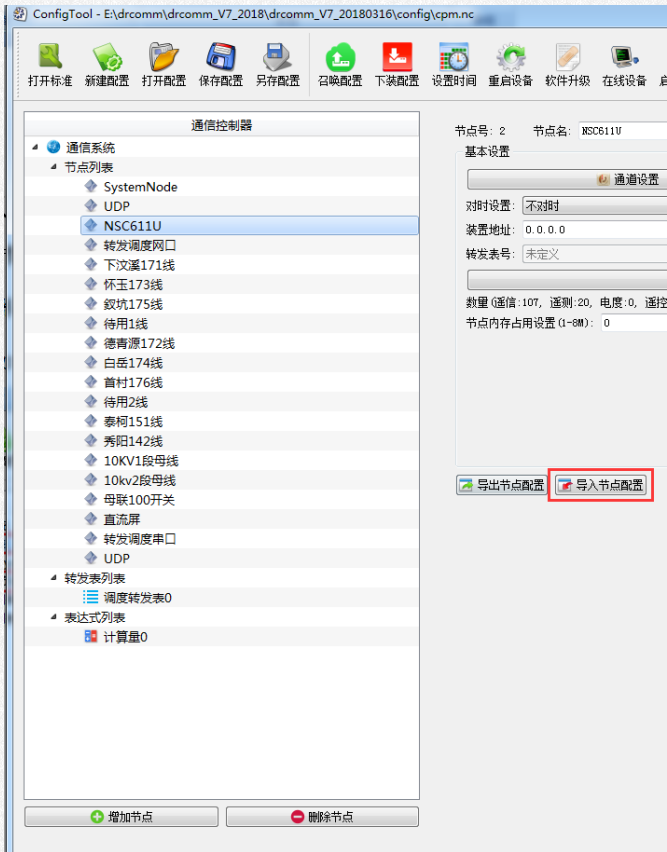 ConfigTool - E:\drcomm\drcomm_V7_2018\drcomm_V7_20180316\config\cpm.nc
打开标准 新建配置 打开配置 保存配置 另存配置 召唤配置 下装配置 设置时间 重启设备 软件升级 在线设备
通信控制器
通信系统
节点列表
SystemNode
UDP
NSC611U
转发调度网口
下汶溪171线
怀玉173线
叙坑175线
待用1线
德青源172线
白岳174线
首村176线
待用2线
泰柯151线
秀阳142线
10KV1段母线
10kv2段母线
母联100开关
直流屏
转发调度串口
UDP
转发表列表
调度转发表0
表达式列表
计算量0
增加节点 删除节点
节点号: 2 节点名: NSC611U
基本设置
通道设置
对时设置: 不对时
装置地址: 0.0.0.0
转发表号: 未定义
数量(遥信:107, 遥测:20, 电度:0, 遥控
节点内存占用设置(1-8M): 0
导出节点配置 导入节点配置